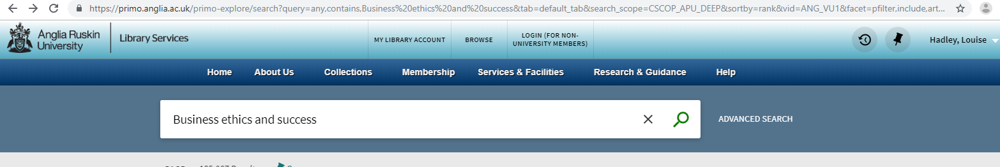 https://primo.anglia.ac.uk/primo-explore/search?query=any,contains,Business%20ethics%20and%20success&tab=default_tab&search_scope=CSCOP_APU_DEEP&sortby=rank&vid=ANG_VU1&facet=pfilter,include,art...
Anglia Ruskin
University
Library Services
MY LIBRARY ACCOUNT
BROWSE
LOGIN (FOR NON-
UNIVERSITY MEMBERS)
Hadley, Louise
Home About Us Collections Membership Services & Facilities Research & Guidance Help
Business ethics and success
ADVANCED SEARCH